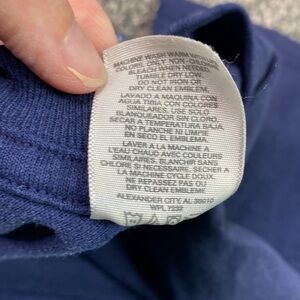 MACHINE WASH WARM
COLORS. ONLY NON-CHLORINE
BLEACH WHEN NEEDED.
TUMBLE DRY LOW.
DO NOT IRON OR
DRY CLEAN EMBLEM.
LAVADO A MAQUINA CON
AGUA TIBIA CON COLORES
SIMILARES. USE SOLO
BLANQUEADOR SIN CLORO.
SECAR A TEMPERATURA BAJA.
NO PLANCHE NI LIMPIE
EN SECO EL EMBLEMA.
LAVER A LA MACHINE A
L'EAU CHAUD AVEC COULEURS
SIMILAIRES. BLANCHIR SANS
CHLORE SI NECESSAIRE. SECHER A
LA MACHINE CYCLE DOUX.
NE REPASSEZ PAS OU
DRY CLEAN EMBLEME.
ALEXANDER CITY, AL 35010
WPL 7233